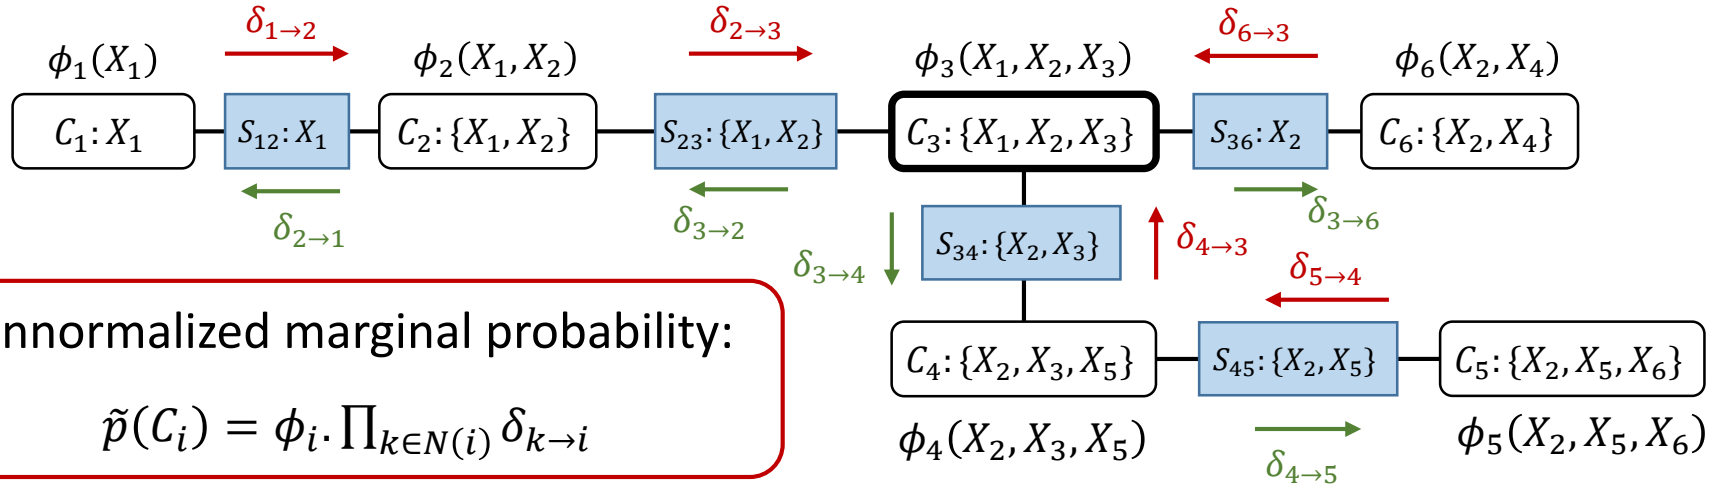 δ₁→₂
δ₂→₃
δ₆→₃
ϕ₁(X₁)
ϕ₂(X₁, X₂)
ϕ₃(X₁, X₂, X₃)
ϕ₆(X₂, X₄)
C₁: X₁
S₁₂: X₁
C₂: {X₁, X₂}
S₂₃: {X₁, X₂}
C₃: {X₁, X₂, X₃}
S₃₆: X₂
C₆: {X₂, X₄}
δ₂→₁
δ₃→₂
δ₃→₆
δ₃→₄
S₃₄: {X₂, X₃}
δ₄→₃
δ₅→₄
nnormalized marginal probability:
p̃(Cᵢ) = ϕᵢ. ∏ₖ∈N(i) δₖ→ᵢ
C₄: {X₂, X₃, X₅}
S₄₅: {X₂, X₅}
C₅: {X₂, X₅, X₆}
ϕ₄(X₂, X₃, X₅)
δ₄→₅
ϕ₅(X₂, X₅, X₆)